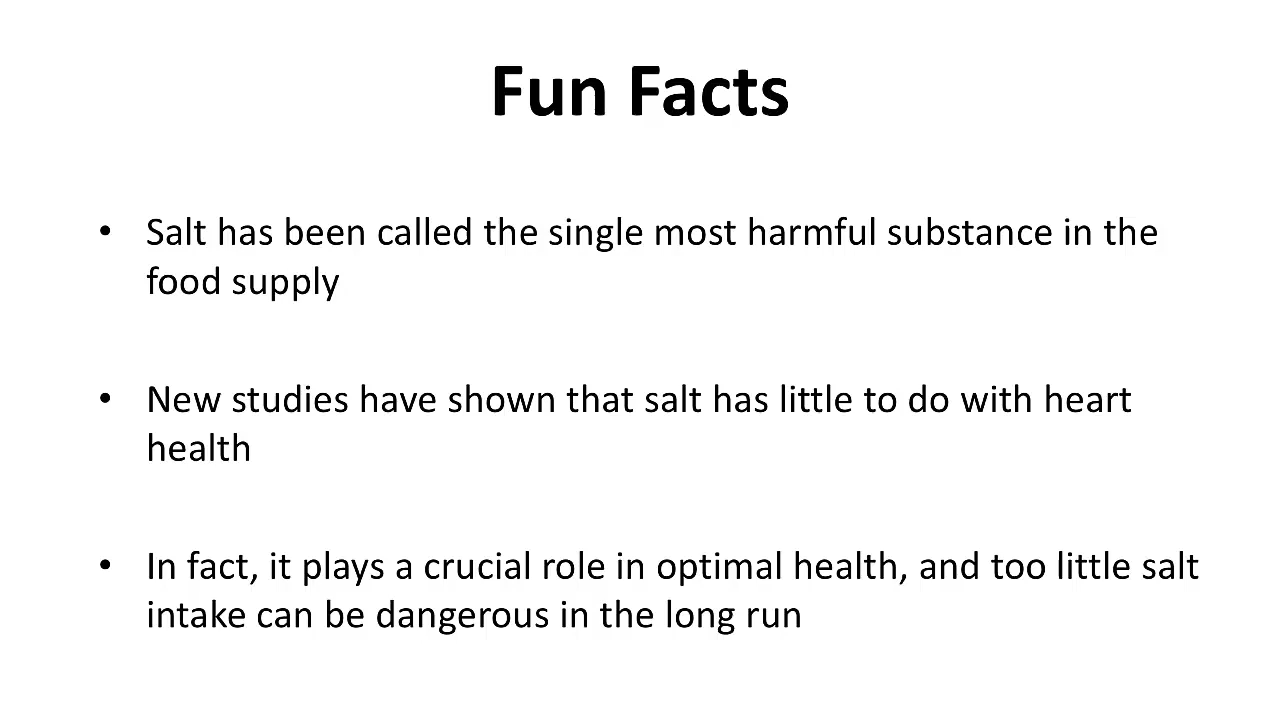 Fun Facts
• Salt has been called the single most harmful substance in the
food supply
• New studies have shown that salt has little to do with heart
health
• In fact, it plays a crucial role in optimal health, and too little salt
intake can be dangerous in the long run